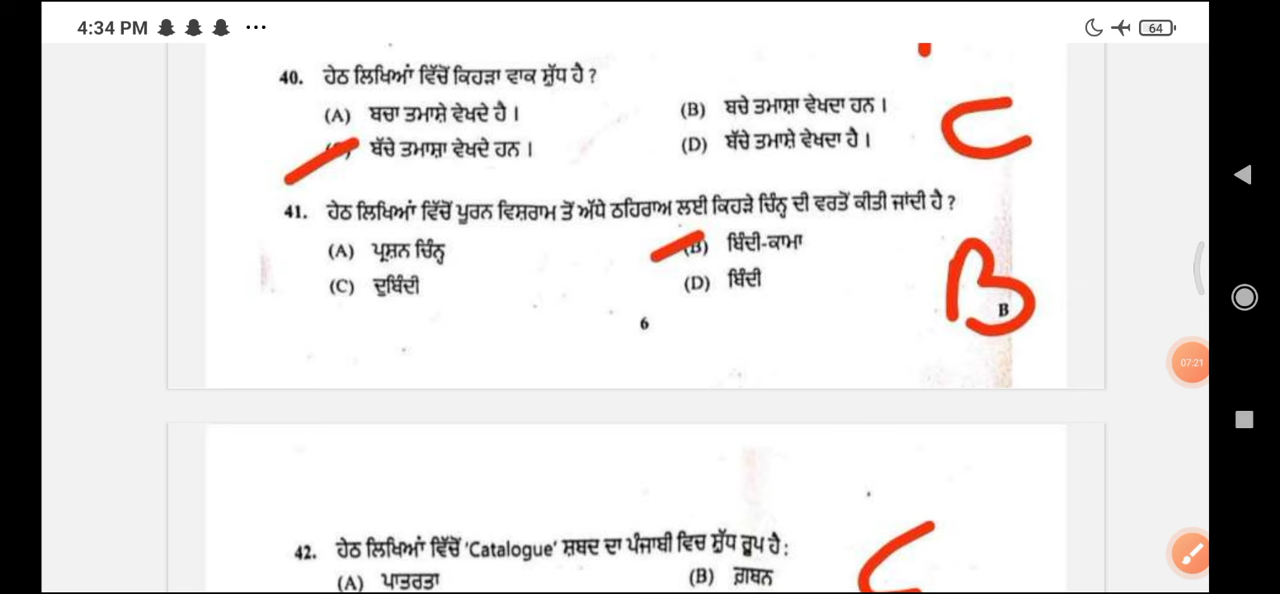 4:34 PM
64
40. ਹੇਠ ਲਿਖਿਆਂ ਵਿੱਚੋਂ ਕਿਹੜਾ ਵਾਕ ਸ਼ੁੱਧ ਹੈ ?
(A) ਬਚਾ ਤਮਾਸ਼ੇ ਵੇਖਦੇ ਹੈ ।
(B) ਬਚੇ ਤਮਾਸ਼ਾ ਵੇਖਦਾ ਹਨ ।
ਬੱਚੇ ਤਮਾਸ਼ਾ ਵੇਖਦੇ ਹਨ ।
(D) ਬੱਚੇ ਤਮਾਸ਼ੇ ਵੇਖਦਾ ਹੈ ।
C
41. ਹੇਠ ਲਿਖਿਆਂ ਵਿੱਚੋਂ ਪੂਰਨ ਵਿਸ਼ਰਾਮ ਤੋਂ ਅੱਧੇ ਠਹਿਰਾਅ ਲਈ ਕਿਹੜੇ ਚਿੰਨ੍ਹ ਦੀ ਵਰਤੋਂ ਕੀਤੀ ਜਾਂਦੀ ਹੈ ?
(A) ਪ੍ਰਸ਼ਨ ਚਿੰਨ੍ਹ
(B) ਬਿੰਦੀ-ਕਾਮਾ
(C) ਦੁਬਿੰਦੀ
(D) ਬਿੰਦੀ
B
6
B
07:21
42. ਹੇਠ ਲਿਖਿਆਂ ਵਿੱਚੋਂ 'Catalogue' ਸ਼ਬਦ ਦਾ ਪੰਜਾਬੀ ਵਿਚ ਸ਼ੁੱਧ ਰੂਪ ਹੈ :
(A) ਪਾਤਰਤਾ
(B) ਗ਼ਬਨ